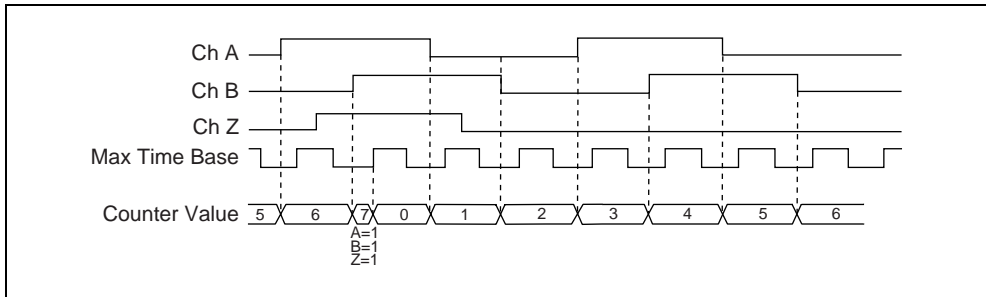 Ch A
Ch B
Ch Z
Max Time Base
Counter Value 5 6 7 0 1 2 3 4 5 6
A=1
B=1
Z=1